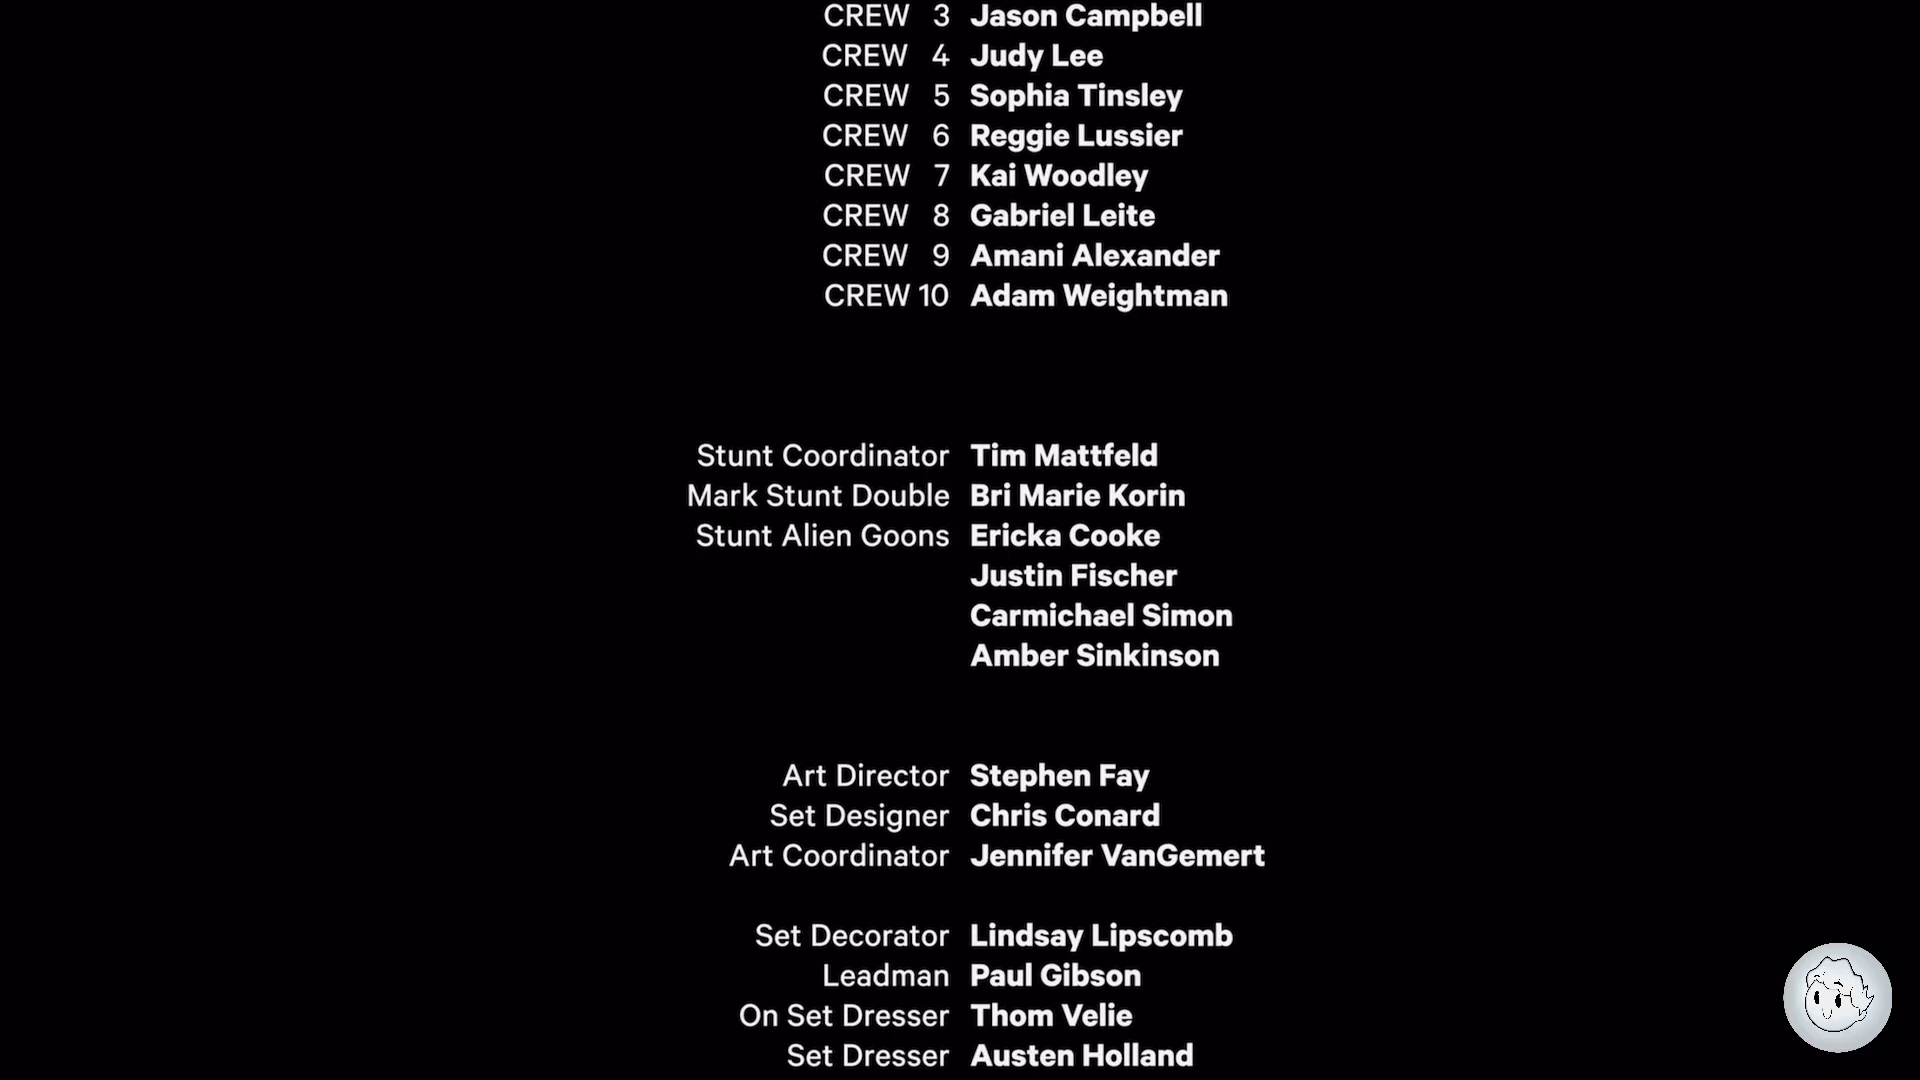 CREW 3 Jason Campbell
CREW 4 Judy Lee
CREW 5 Sophia Tinsley
CREW 6 Reggie Lussier
CREW 7 Kai Woodley
CREW 8 Gabriel Leite
CREW 9 Amani Alexander
CREW 10 Adam Weightman
Stunt Coordinator Tim Mattfeld
Mark Stunt Double Bri Marie Korin
Stunt Alien Goons Ericka Cooke
Justin Fischer
Carmichael Simon
Amber Sinkinson
Art Director Stephen Fay
Set Designer Chris Conard
Art Coordinator Jennifer VanGemert
Set Decorator Lindsay Lipscomb
Leadman Paul Gibson
On Set Dresser Thom Velie
Set Dresser Austen Holland